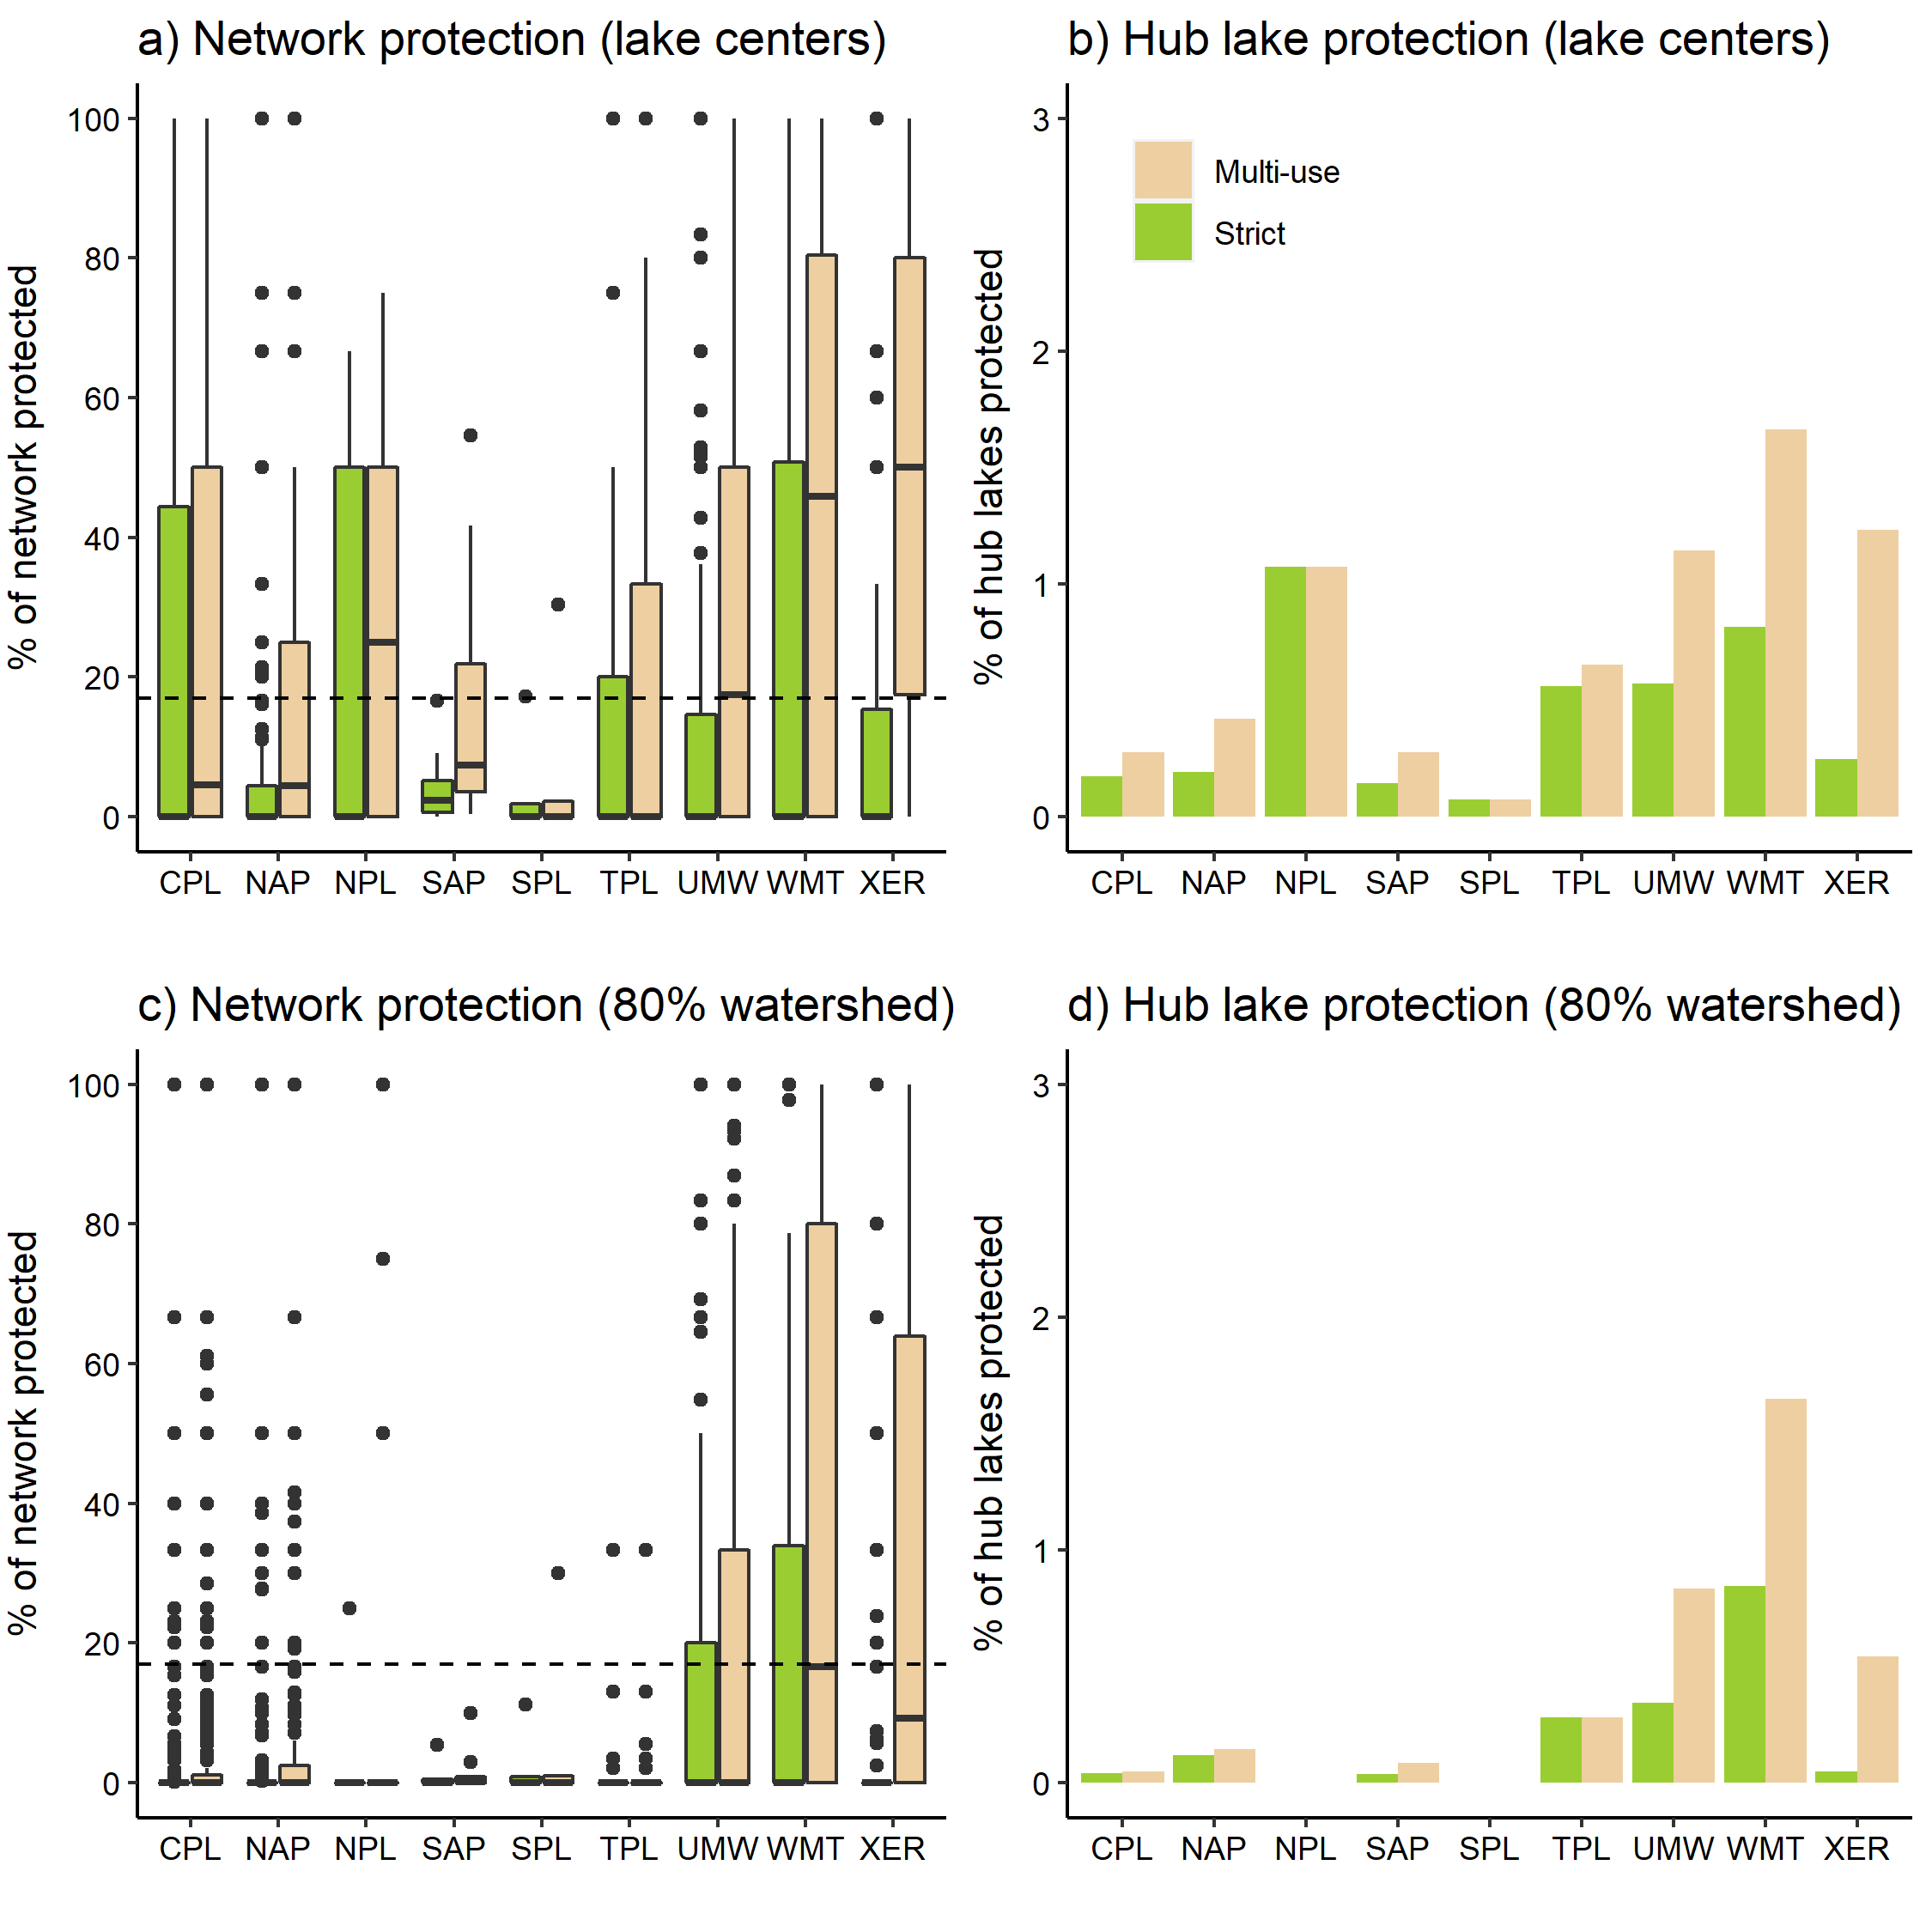 a) Network protection (lake centers)
% of network protected
100
80
60
40
20
0
CPL NAP NPL SAP SPL TPL UMW WMT XER
b) Hub lake protection (lake centers)
% of hub lakes protected
3
2
1
0
Multi-use
Strict
CPL NAP NPL SAP SPL TPL UMW WMT XER
c) Network protection (80% watershed)
% of network protected
100
80
60
40
20
0
CPL NAP NPL SAP SPL TPL UMW WMT XER
d) Hub lake protection (80% watershed)
% of hub lakes protected
3
2
1
0
CPL NAP NPL SAP SPL TPL UMW WMT XER